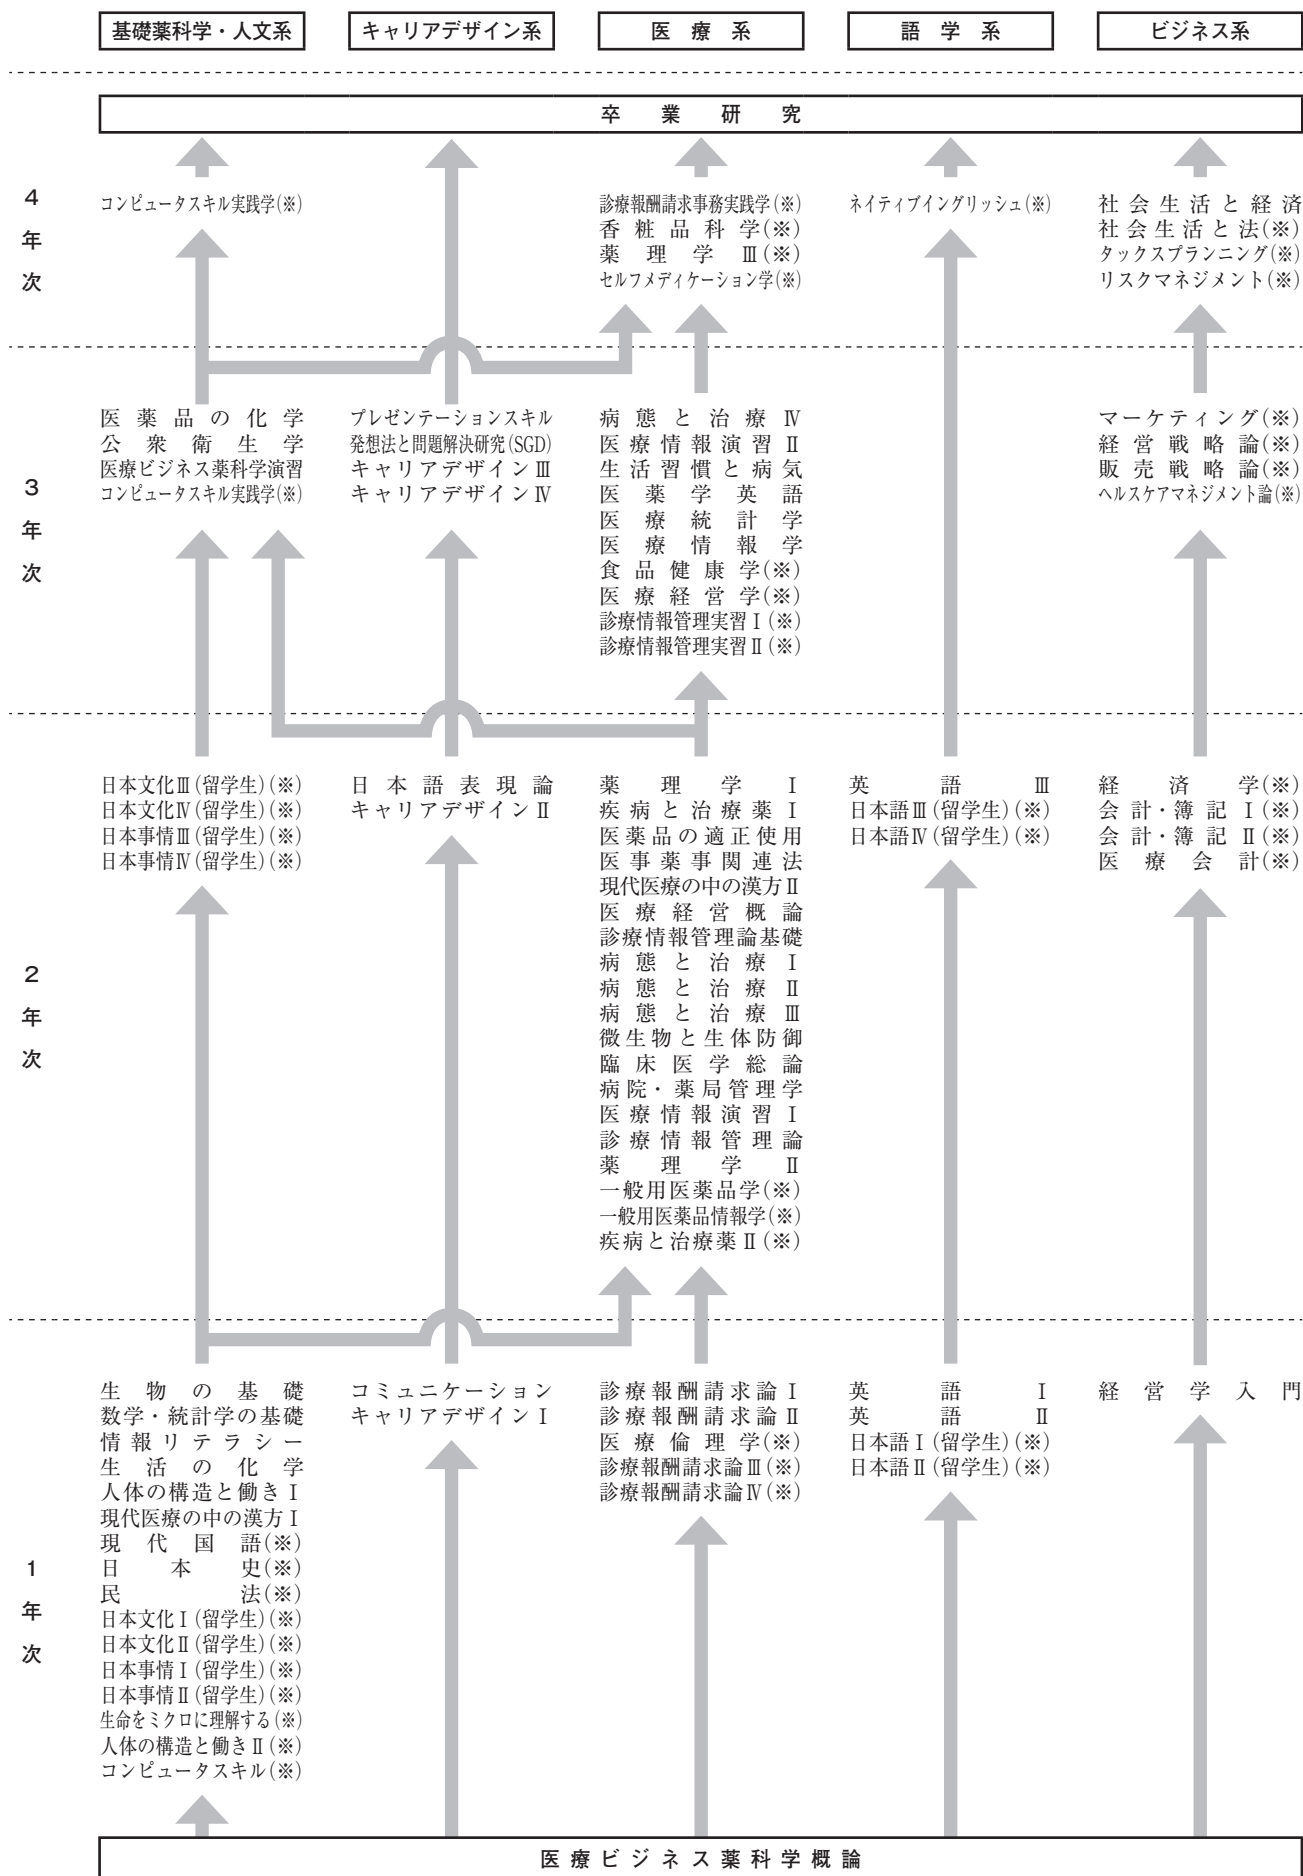 基礎薬科学・人文系
キャリアデザイン系
医療系
語学系
ビジネス系
卒業研究
4年次
コンピュータスキル実践学(※)
診療報酬請求事務実践学(※)
香粧品科学(※)
薬理学Ⅲ(※)
セルフメディケーション学(※)
ネイティブイングリッシュ(※)
社会生活と経済
社会生活と法(※)
タックスプランニング(※)
リスクマネジメント(※)
3年次
医薬品の化学
公衆衛生学
医療ビジネス薬科学演習
コンピュータスキル実践学(※)
プレゼンテーションスキル
発想法と問題解決研究(SGD)
キャリアデザインⅢ
キャリアデザインⅣ
病態と治療Ⅳ
医療情報演習Ⅱ
生活習慣と病気
医薬学英語
医療統計学
医療情報学
食品健康学(※)
医療経営学(※)
診療情報管理実習Ⅰ(※)
診療情報管理実習Ⅱ(※)
マーケティング(※)
経営戦略論(※)
販売戦略論(※)
ヘルスケアマネジメント論(※)
2年次
日本文化Ⅲ(留学生)(※)
日本文化Ⅳ(留学生)(※)
日本事情Ⅲ(留学生)(※)
日本事情Ⅳ(留学生)(※)
日本語表現論
キャリアデザインⅡ
薬理学Ⅰ
疾病と治療薬Ⅰ
医薬品の適正使用
医事薬事関連法
現代医療の中の漢方Ⅱ
医療経営概論
診療情報管理論基礎
病態と治療Ⅰ
病態と治療Ⅱ
病態と治療Ⅲ
微生物と生体防御
臨床医学総論
病院・薬局管理学
医療情報演習Ⅰ
診療情報管理論
薬理学Ⅱ
一般用医薬品学(※)
一般用医薬品情報学(※)
疾病と治療薬Ⅱ(※)
英語Ⅲ
日本語Ⅲ(留学生)(※)
日本語Ⅳ(留学生)(※)
経済学(※)
会計・簿記Ⅰ(※)
会計・簿記Ⅱ(※)
医療会計(※)
1年次
生物の基礎
数学・統計学の基礎
情報リテラシー
生活の化学
人体の構造と働きⅠ
現代医療の中の漢方Ⅰ
現代国語(※)
日本史(※)
民法(※)
日本文化Ⅰ(留学生)(※)
日本文化Ⅱ(留学生)(※)
日本事情Ⅰ(留学生)(※)
日本事情Ⅱ(留学生)(※)
生命をミクロに理解する(※)
人体の構造と働きⅡ(※)
コンピュータスキル(※)
コミュニケーション
キャリアデザインⅠ
診療報酬請求論Ⅰ
診療報酬請求論Ⅱ
医療倫理学(※)
診療報酬請求論Ⅲ(※)
診療報酬請求論Ⅳ(※)
英語Ⅰ
英語Ⅱ
日本語Ⅰ(留学生)(※)
日本語Ⅱ(留学生)(※)
経営学入門
医療ビジネス薬科学概論